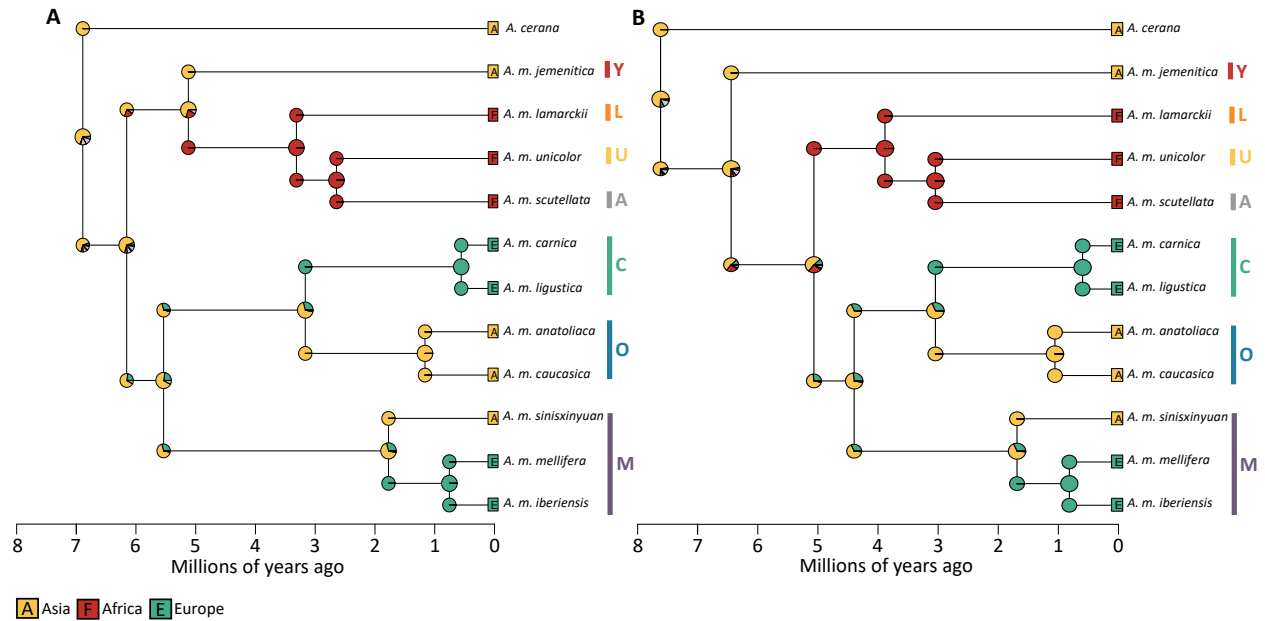 A
A A. cerana
A A. m. jemenitica Y
F A. m. lamarckii L
F A. m. unicolor U
F A. m. scutellata A
E A. m. carnica
C
E A. m. ligustica
A A. m. anatoliaca
O
A A. m. caucasica
A A. m. sinisxinyuan
E A. m. mellifera M
E A. m. iberiensis
8 7 6 5 4 3 2 1 0
Millions of years ago
B
A A. cerana
A A. m. jemenitica Y
F A. m. lamarckii L
F A. m. unicolor U
F A. m. scutellata A
E A. m. carnica
C
E A. m. ligustica
A A. m. anatoliaca
O
A A. m. caucasica
A A. m. sinisxinyuan
E A. m. mellifera M
E A. m. iberiensis
8 7 6 5 4 3 2 1 0
Millions of years ago
A Asia F Africa E Europe